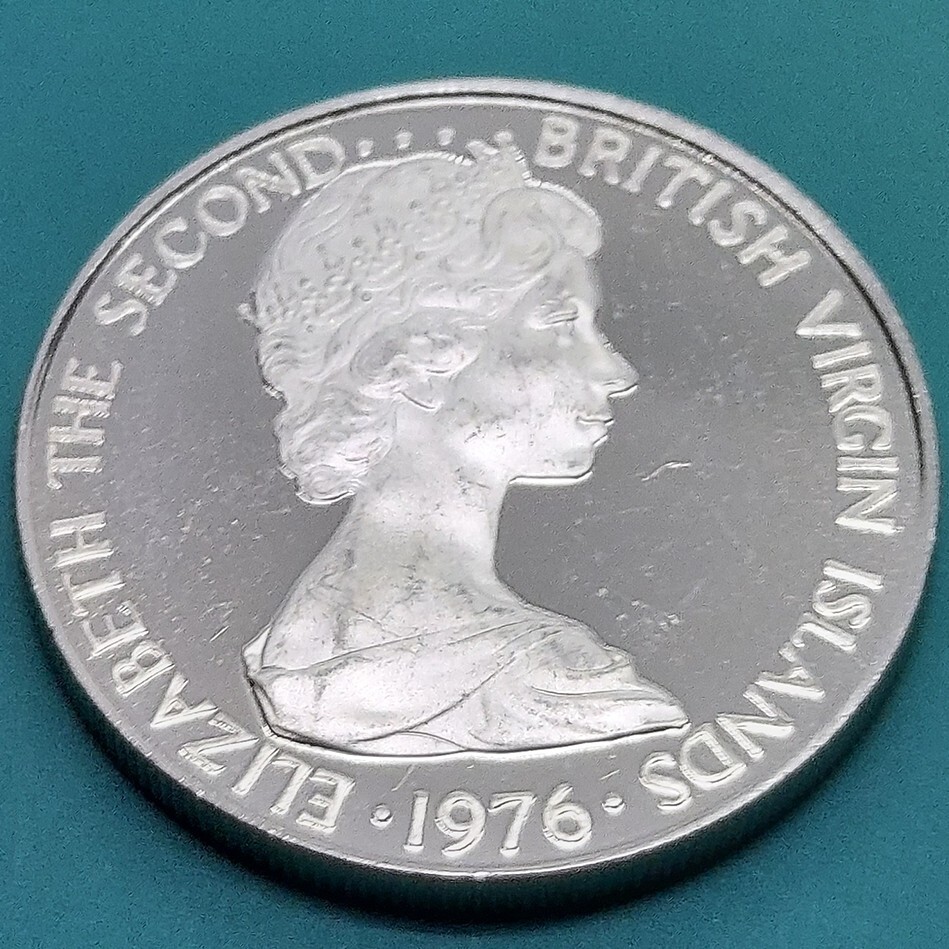 ELIZABETH THE SECOND.... BRITISH VIRGIN ISLANDS
· 1976 ·